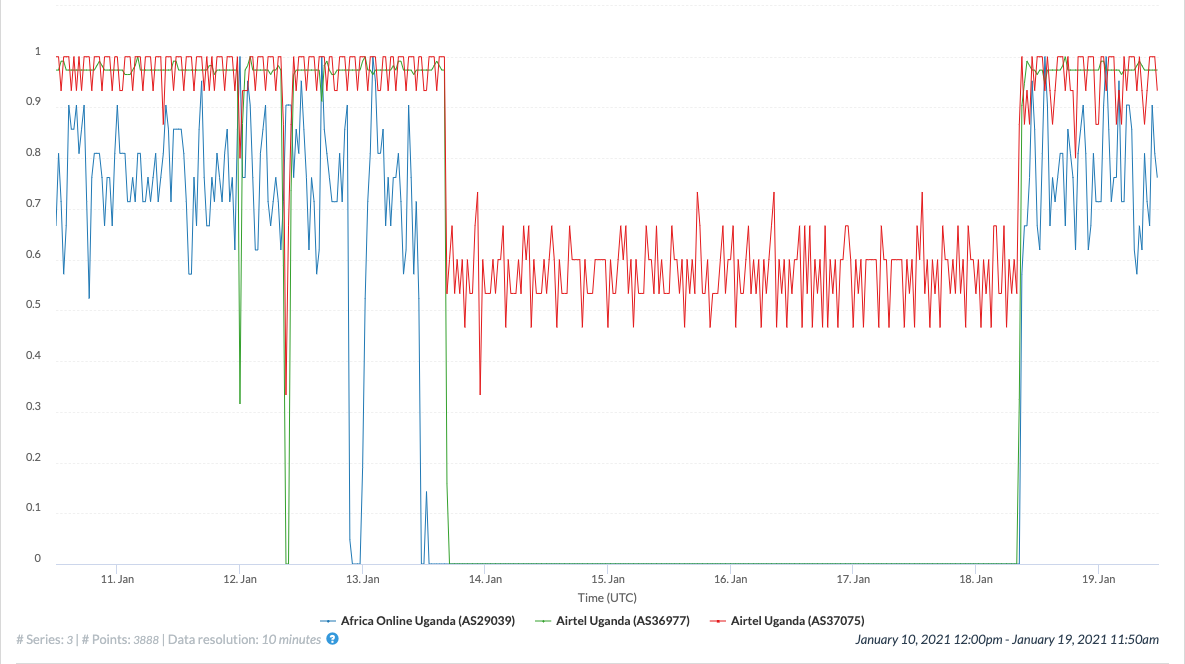 1
0.9
0.8
0.7
0.6
0.5
0.4
0.3
0.2
0.1
0
11. Jan 12. Jan 13. Jan 14. Jan 15. Jan 16. Jan 17. Jan 18. Jan 19. Jan
Time (UTC)
Africa Online Uganda (AS29039) Airtel Uganda (AS36977) Airtel Uganda (AS37075)
# Series: 3 | # Points: 3888 | Data resolution: 10 minutes ? January 10, 2021 12:00pm - January 19, 2021 11:50am